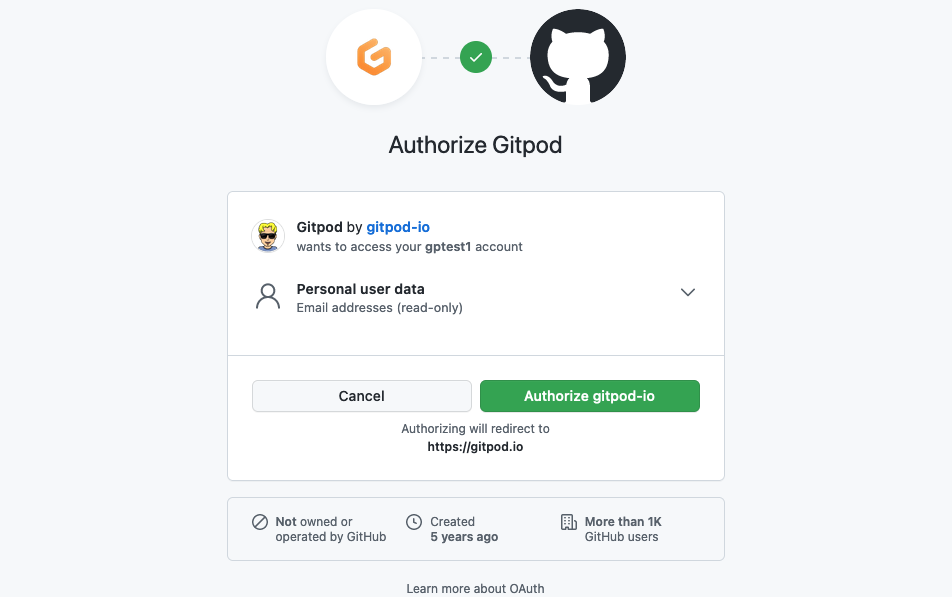 Authorize Gitpod
Gitpod by gitpod-io
wants to access your gptest1 account
Personal user data
Email addresses (read-only)
Cancel
Authorize gitpod-io
Authorizing will redirect to
https://gitpod.io
Not owned or
operated by GitHub
Created
5 years ago
More than 1K
GitHub users
Learn more about OAuth